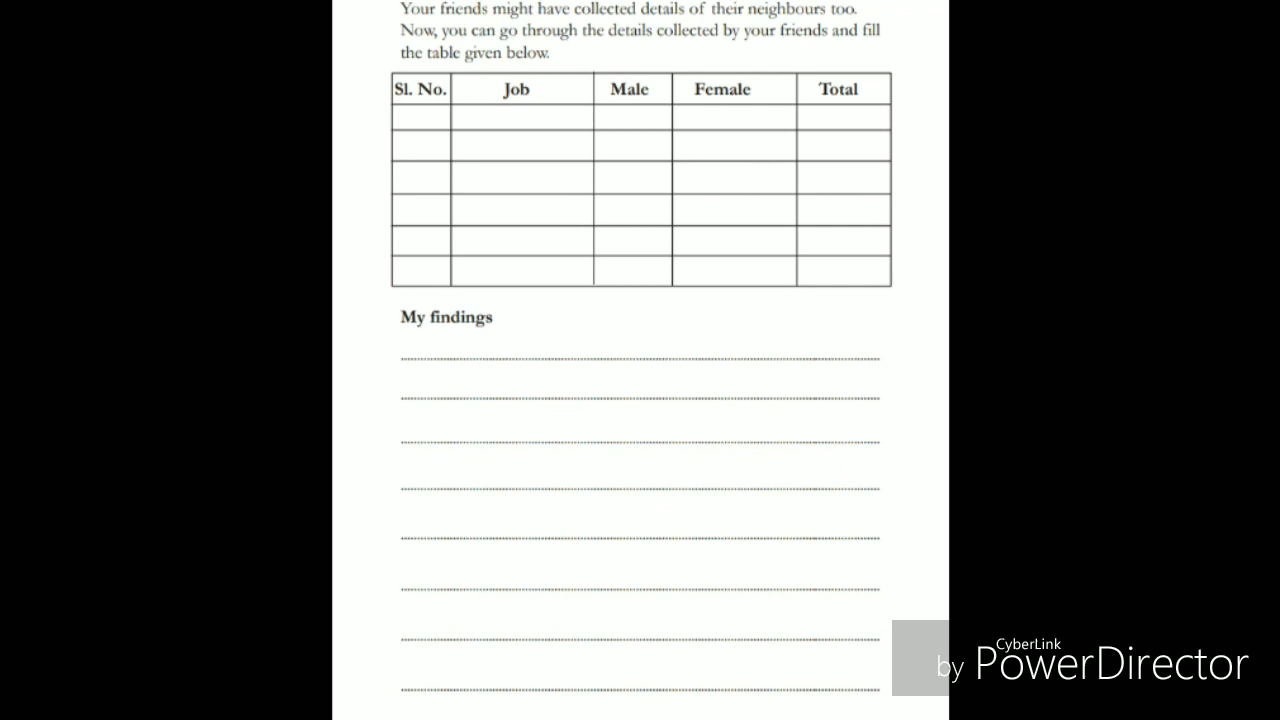 Your friends might have collected details of their neighbours too.
Now, you can go through the details collected by your friends and fill
the table given below.
Sl. No. Job Male Female Total
My findings
CyberLink
by PowerDirector